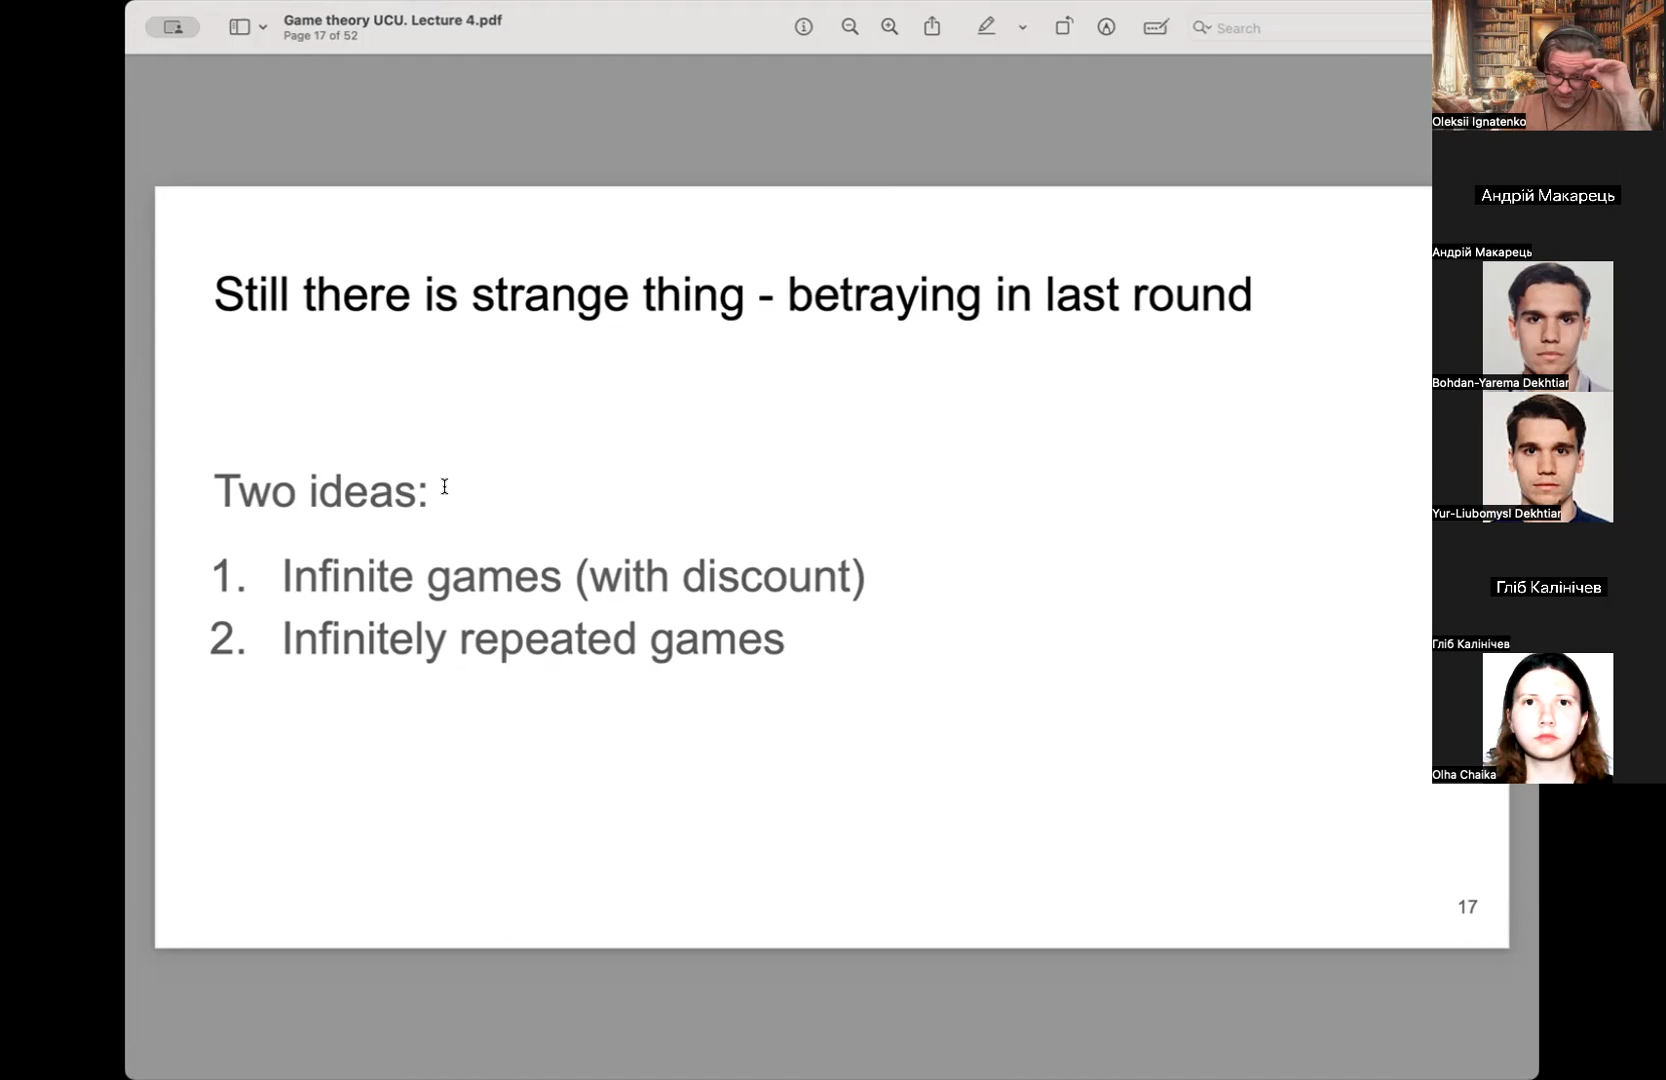 Game theory UCU. Lecture 4.pdf
Page 17 of 52
Search
Still there is strange thing - betraying in last round
Two ideas:
1. Infinite games (with discount)
2. Infinitely repeated games
17
Oleksii Ignatenko
Андрій Макарець
Андрій Макарець
Bohdan-Yarema Dekhtiar
Yur-Liubomysl Dekhtiar
Гліб Калінічев
Гліб Калінічев
Olha Chaika